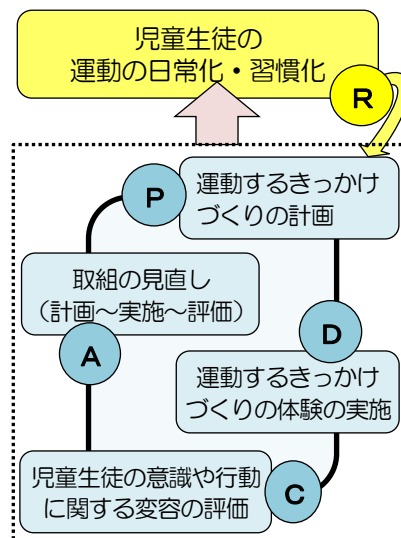 児童生徒の
運動の日常化・習慣化
R
P
運動するきっかけ
づくりの計画
取組の見直し
(計画～実施～評価)
A
D
運動するきっかけ
づくりの体験の実施
児童生徒の意識や行動
に関する変容の評価
C